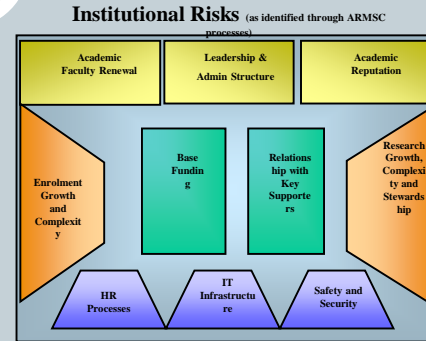 Institutional Risks (as identified through ARMSC
processes)
Academic
Faculty Renewal
Leadership &
Admin Structure
Academic
Reputation
Enrolment
Growth
and
Complexit
y
Base
Fundin
g
Relations
hip with
Key
Supporte
rs
Research
Growth,
Complexi
ty and
Stewards
hip
HR
Processes
IT
Infrastructu
re
Safety and
Security